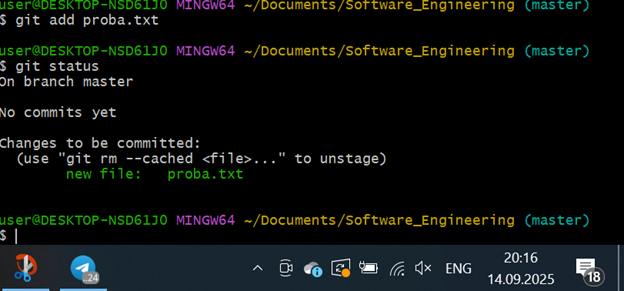 user@DESKTOP-NSD61J0 MINGW64 ~/Documents/Software_Engineering (master)
$ git add proba.txt
user@DESKTOP-NSD61J0 MINGW64 ~/Documents/Software_Engineering (master)
$ git status
On branch master
No commits yet
Changes to be committed:
  (use "git rm --cached <file>..." to unstage)
        new file:   proba.txt
user@DESKTOP-NSD61J0 MINGW64 ~/Documents/Software_Engineering (master)
$
..24
ENG
20:16
14.09.2025
18